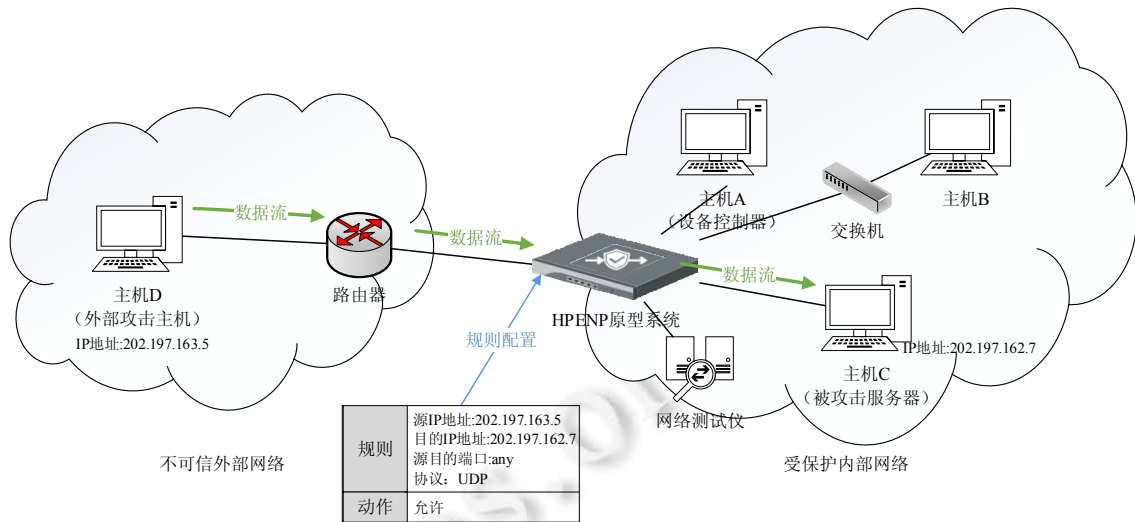 主机A
（设备控制器）
主机B
交换机
数据流
数据流
数据流
主机D
（外部攻击主机）
IP地址:202.197.163.5
路由器
HPENP原型系统
规则配置
IP地址:202.197.162.7
主机C
（被攻击服务器）
网络测试仪
规则
源IP地址:202.197.163.5
目的IP地址:202.197.162.7
源目的端口:any
协议：UDP
动作
允许
不可信外部网络
受保护内部网络